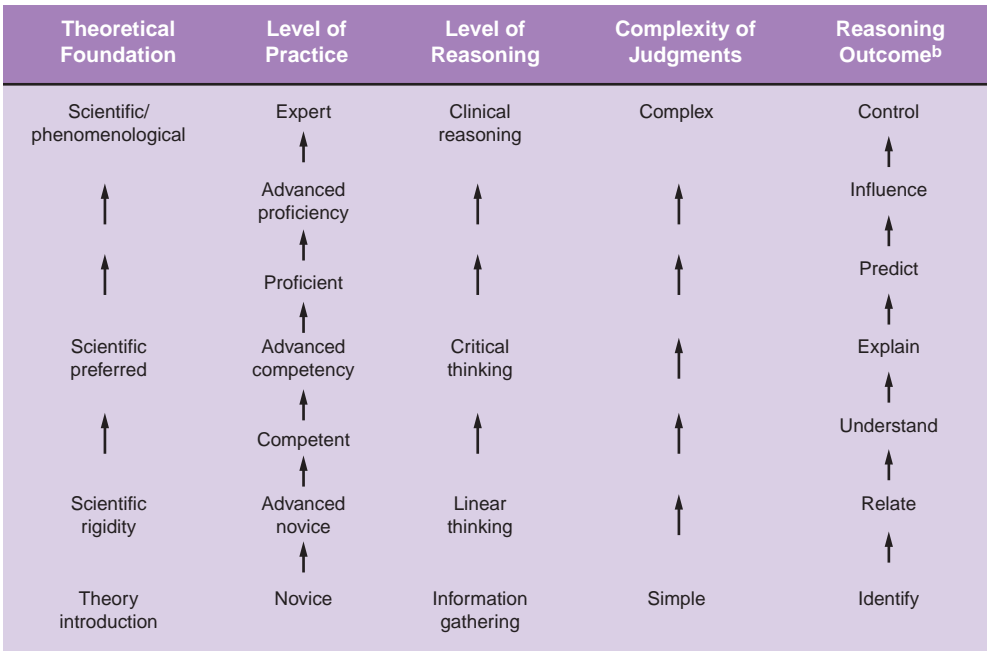 Theoretical Foundation Level of Practice Level of Reasoning Complexity of Judgments Reasoning Outcomeb
Scientific/ phenomenological Expert Clinical reasoning Complex Control
Advanced proficiency Influence
Proficient Predict
Scientific preferred Advanced competency Critical thinking Explain
Competent Understand
Scientific rigidity Advanced novice Linear thinking Relate
Theory introduction Novice Information gathering Simple Identify